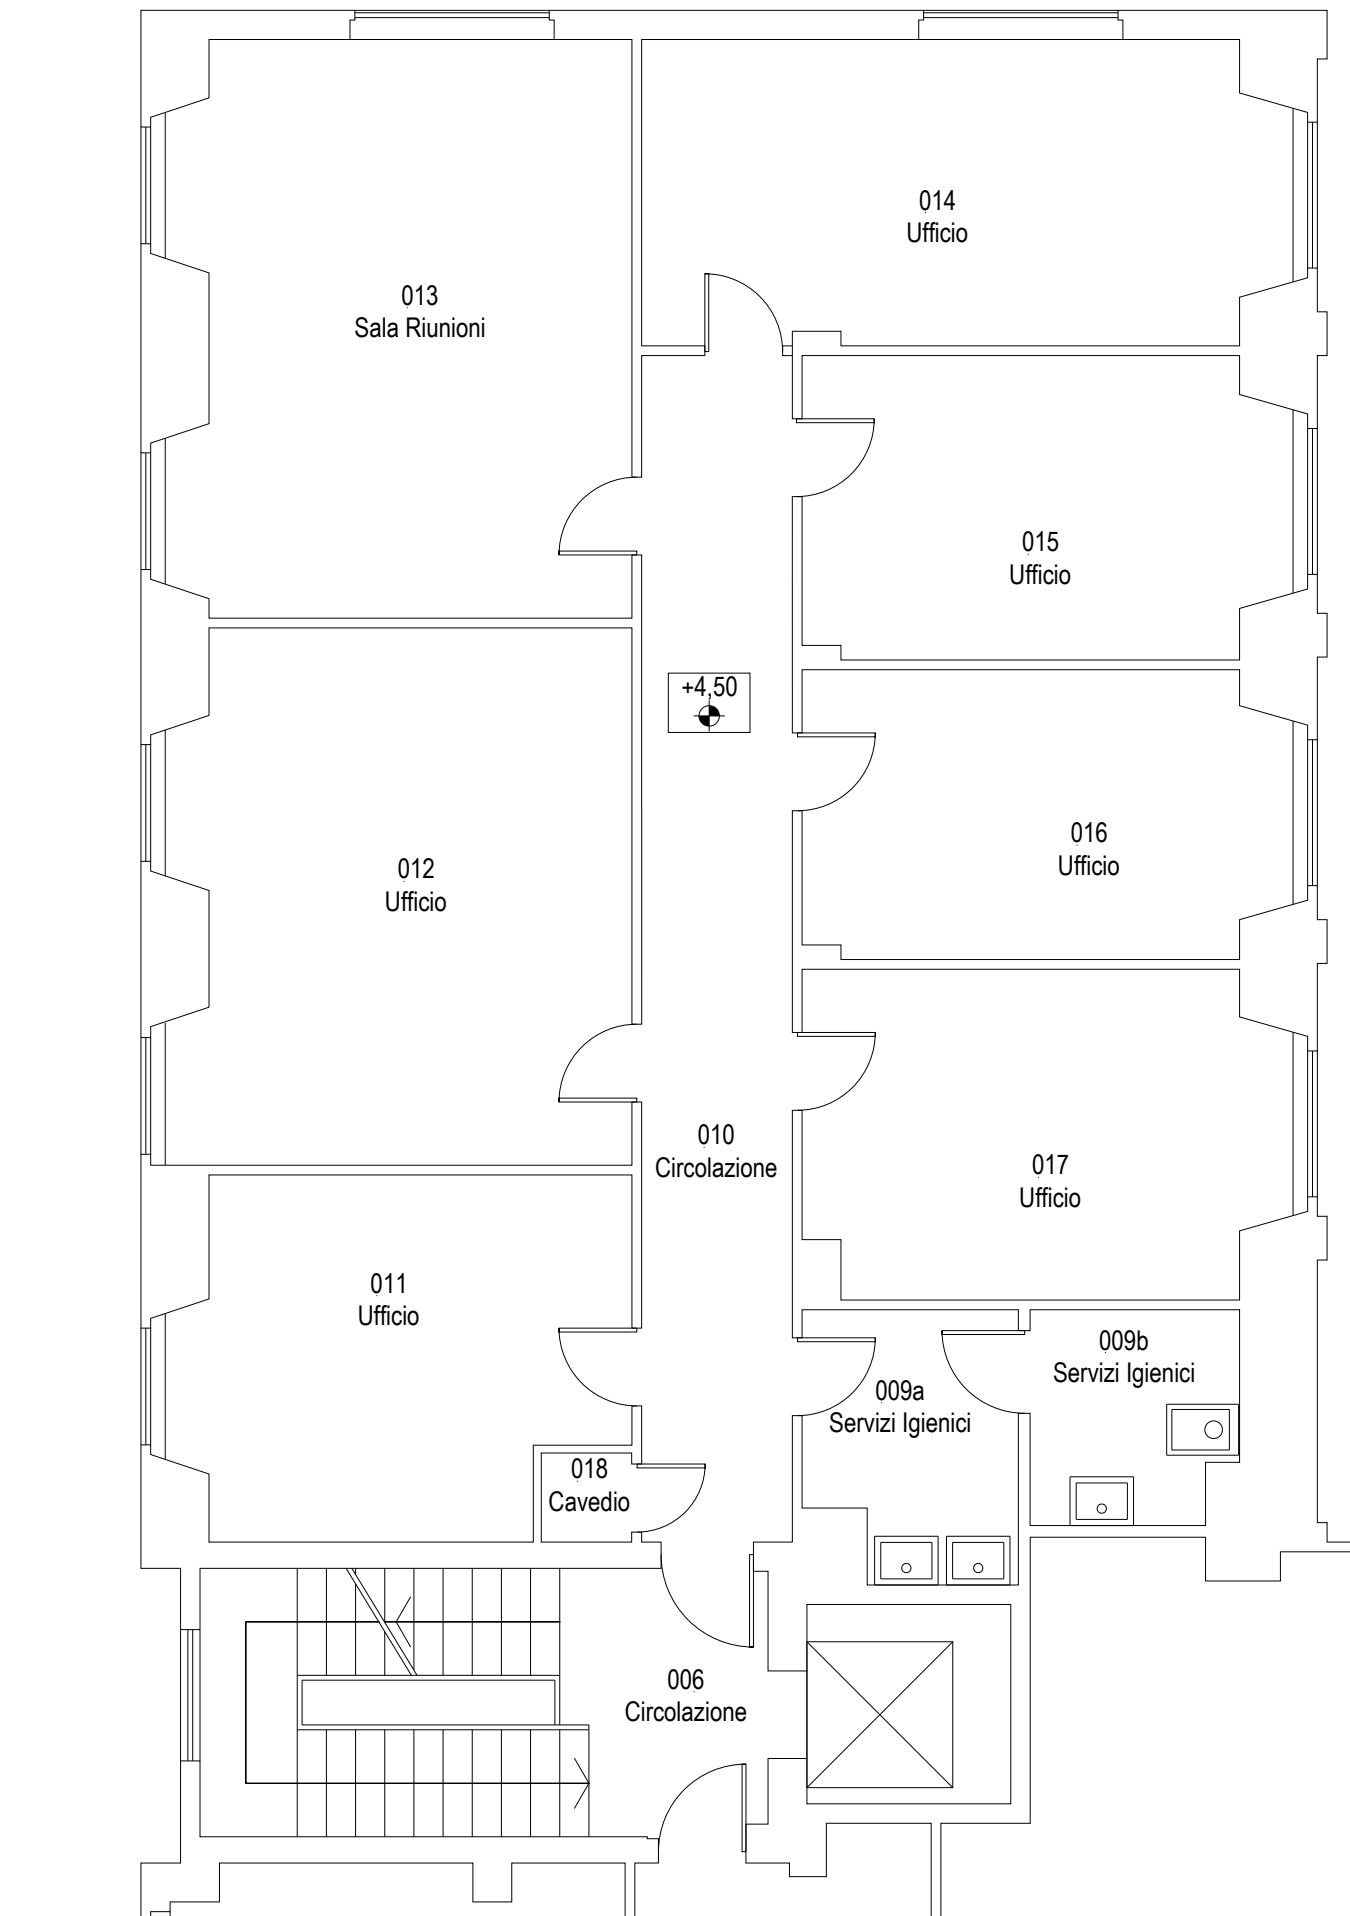 014
Ufficio
013
Sala Riunioni
015
Ufficio
+4,50
016
Ufficio
012
Ufficio
010
Circolazione
017
Ufficio
011
Ufficio
009b
Servizi Igienici
009a
Servizi Igienici
018
Cavedio
006
Circolazione